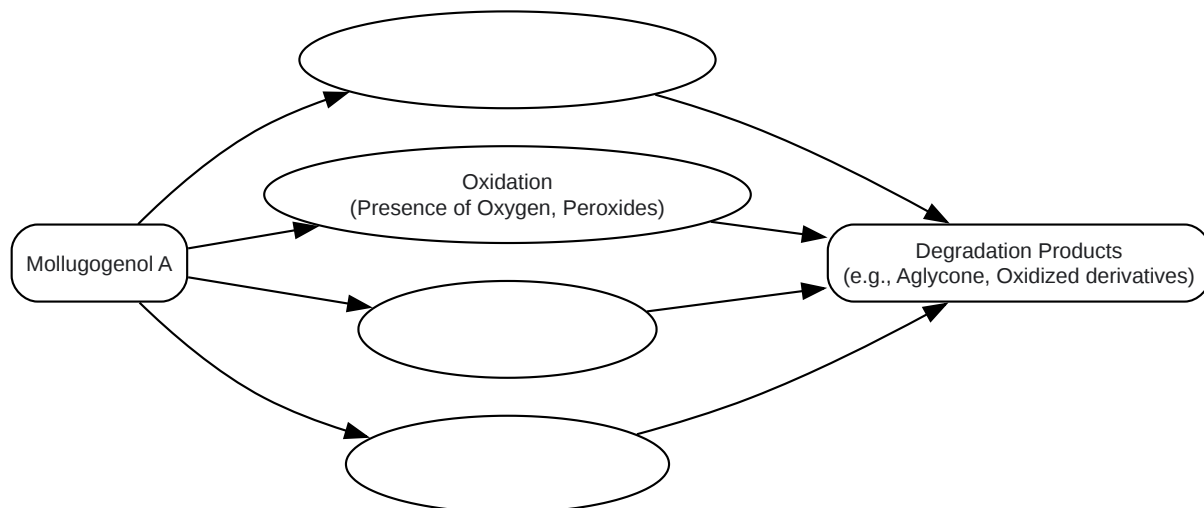 Oxidation
(Presence of Oxygen, Peroxides)
Mollugogenol A
Degradation Products
(e.g., Aglycone, Oxidized derivatives)